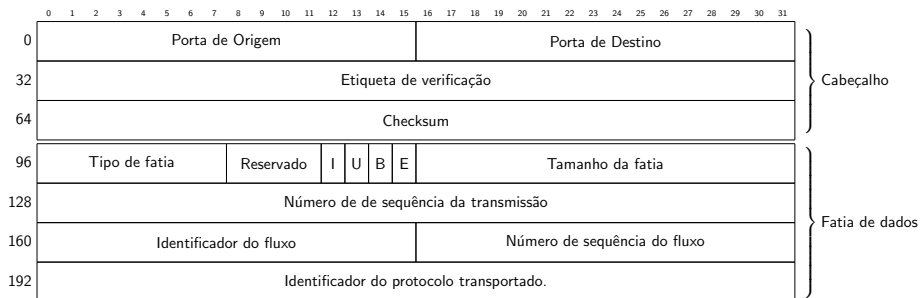 0 1 2 3 4 5 6 7 8 9 10 11 12 13 14 15 16 17 18 19 20 21 22 23 24 25 26 27 28 29 30 31
0 Porta de Origem Porta de Destino
32 Etiqueta de verificação Cabeçalho
64 Checksum
96 Tipo de fatia Reservado I U B E Tamanho da fatia
128 Número de de sequência da transmissão
Fatia de dados
160 Identificador do fluxo Número de sequência do fluxo
192 Identificador do protocolo transportado.